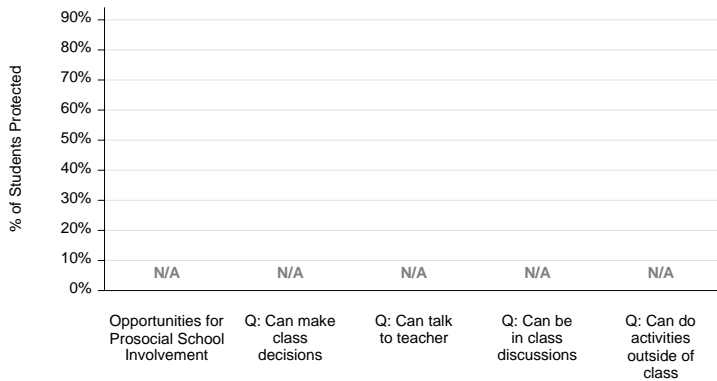 % of Students Protected
90%
80%
70%
60%
50%
40%
30%
20%
10%
0%
N/A N/A N/A N/A N/A
Opportunities for
Prosocial School
Involvement
Q: Can make
class
decisions
Q: Can talk
to teacher
Q: Can be
in class
discussions
Q: Can do
activities
outside of
class